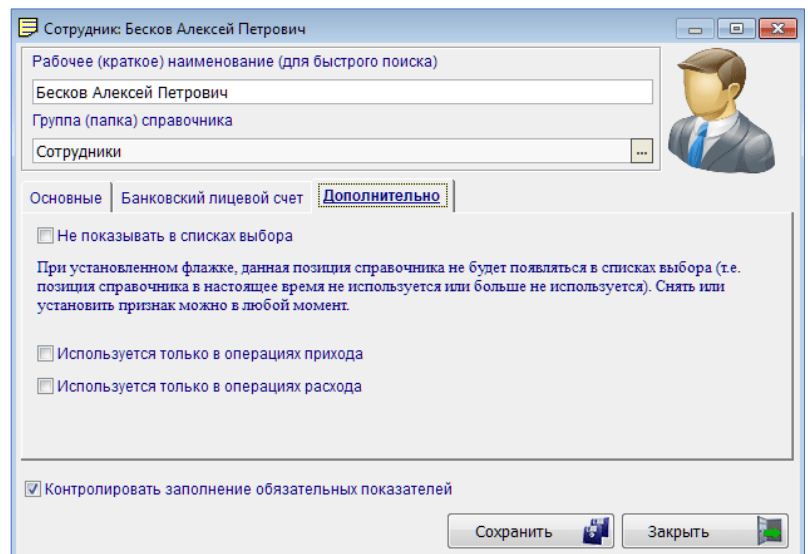 Сотрудник: Бесков Алексей Петрович
Рабочее (краткое) наименование (для быстрого поиска)
Бесков Алексей Петрович
Группа (папка) справочника
Сотрудники
...
Основные Банковский лицевой счет Дополнительно
Не показывать в списках выбора
При установленном флажке, данная позиция справочника не будет появляться в списках выбора (т.е.
позиция справочника в настоящее время не используется или больше не используется). Снять или
установить признак можно в любой момент.
Используется только в операциях прихода
Используется только в операциях расхода
Контролировать заполнение обязательных показателей
Сохранить Закрыть